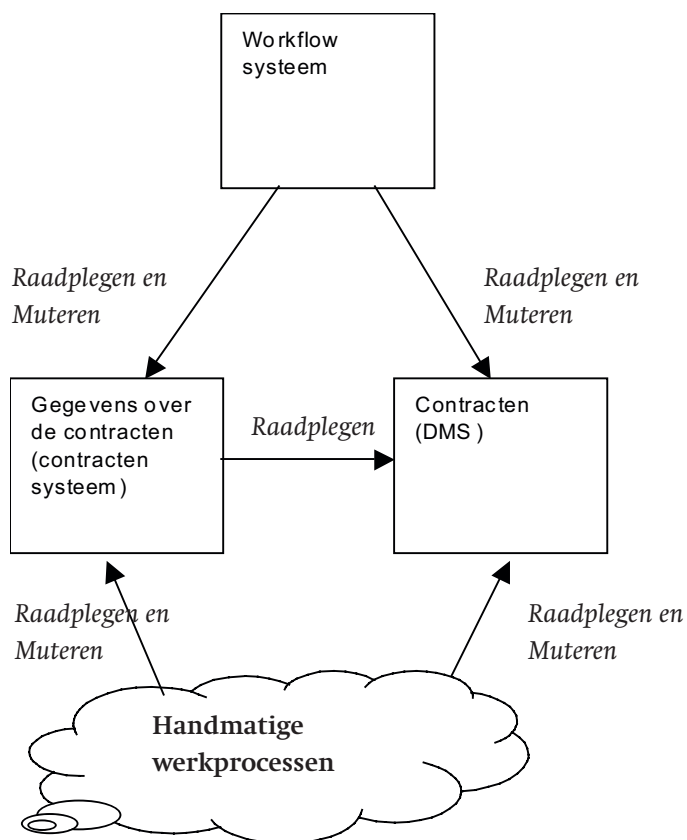 Workflow
systeem
Raadplegen en
Muteren
Raadplegen en
Muteren
Gegevens over
de contracten
(contracten
systeem)
Raadplegen
Contracten
(DMS)
Raadplegen en
Muteren
Raadplegen en
Muteren
Handmatige
werkprocessen